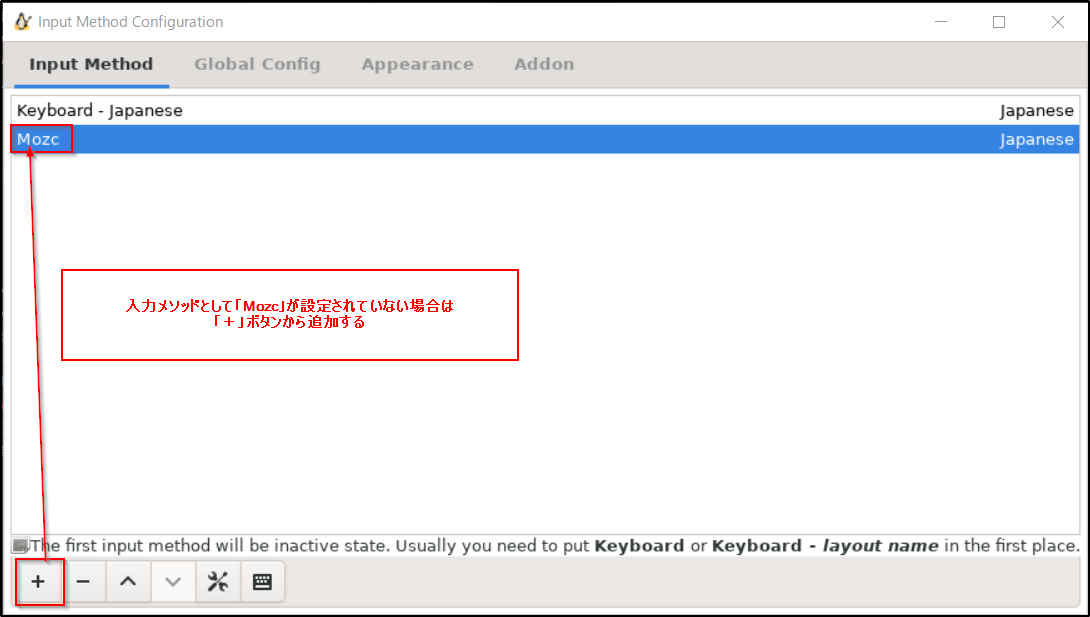 Input Method Configuration
Input Method Global Config Appearance Addon
Keyboard - Japanese Japanese
Mozc Japanese
入力メソッドとして「Mozc」が設定されていない場合は
「＋」ボタンから追加する
The first input method will be inactive state. Usually you need to put Keyboard or Keyboard - layout name in the first place.